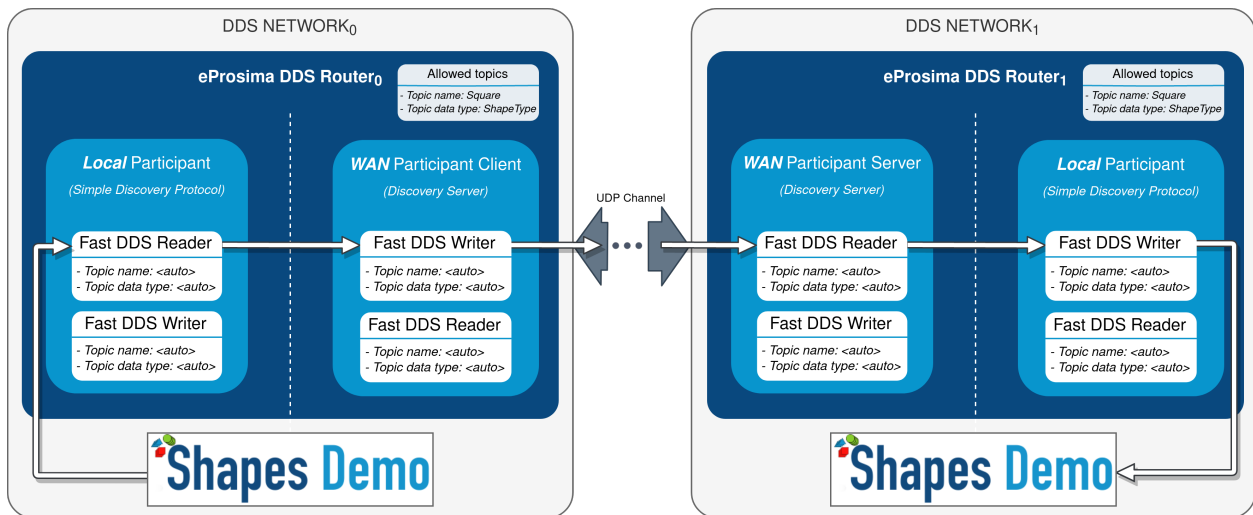 DDS NETWORK0
eProsima DDS Router0
Allowed topics
- Topic name: Square
- Topic data type: ShapeType
Local Participant
(Simple Discovery Protocol)
Fast DDS Reader
- Topic name: <auto>
- Topic data type: <auto>
Fast DDS Writer
- Topic name: <auto>
- Topic data type: <auto>
WAN Participant Client
(Discovery Server)
Fast DDS Writer
- Topic name: <auto>
- Topic data type: <auto>
Fast DDS Reader
- Topic name: <auto>
- Topic data type: <auto>
Shapes Demo
UDP Channel
DDS NETWORK1
eProsima DDS Router1
Allowed topics
- Topic name: Square
- Topic data type: ShapeType
WAN Participant Server
(Discovery Server)
Fast DDS Reader
- Topic name: <auto>
- Topic data type: <auto>
Fast DDS Writer
- Topic name: <auto>
- Topic data type: <auto>
Local Participant
(Simple Discovery Protocol)
Fast DDS Writer
- Topic name: <auto>
- Topic data type: <auto>
Fast DDS Reader
- Topic name: <auto>
- Topic data type: <auto>
Shapes Demo